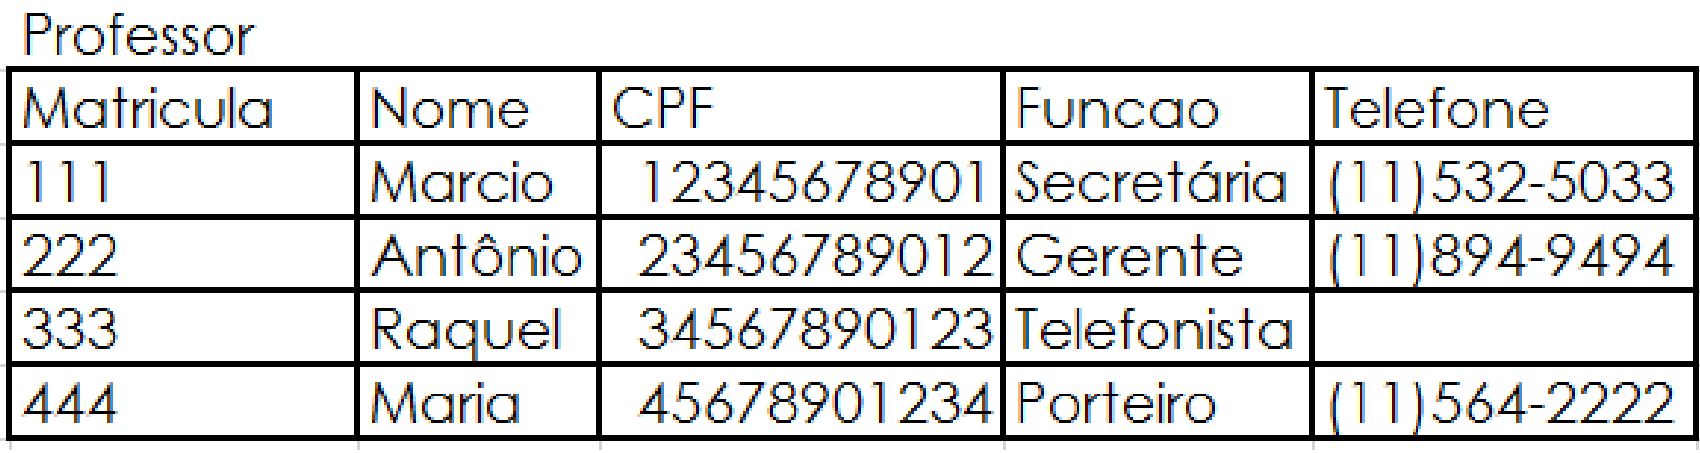 Professor
Matricula Nome CPF Funcao Telefone
111 Marcio 12345678901 Secretária (11)532-5033
222 Antônio 23456789012 Gerente (11)894-9494
333 Raquel 34567890123 Telefonista
444 Maria 45678901234 Porteiro (11)564-2222